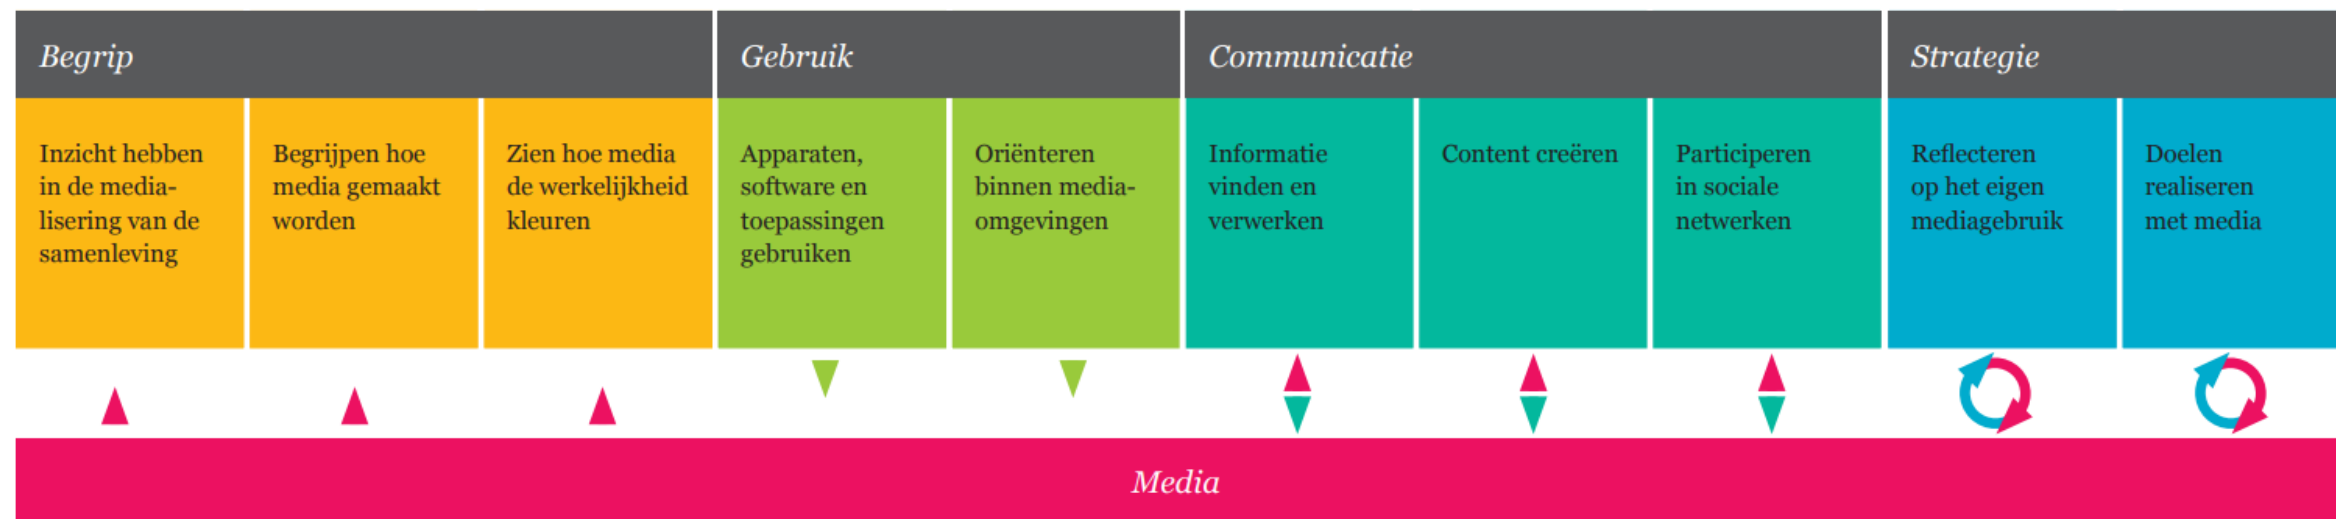 Begrip
Inzicht hebben
in de media-
lisering van de
samenleving
Begrijpen hoe
media gemaakt
worden
Zien hoe media
de werkelijkheid
kleuren
Gebruik
Apparaten,
software en
toepassingen
gebruiken
Oriënteren
binnen media-
omgevingen
Communicatie
Informatie
vinden en
verwerken
Content creëren
Participeren
in sociale
netwerken
Strategie
Reflecteren
op het eigen
mediagebruik
Doelen
realiseren
met media
Media